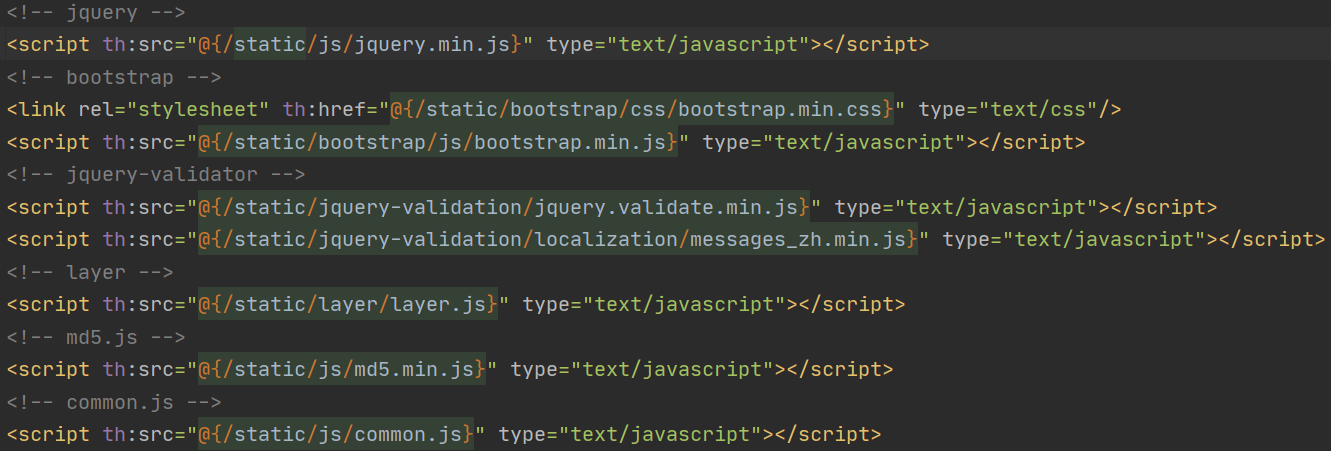 <!-- jquery -->
<script th:src="@{/static/js/jquery.min.js}" type="text/javascript"></script>
<!-- bootstrap -->
<link rel="stylesheet" th:href="@{/static/bootstrap/css/bootstrap.min.css}" type="text/css"/>
<script th:src="@{/static/bootstrap/js/bootstrap.min.js}" type="text/javascript"></script>
<!-- jquery-validator -->
<script th:src="@{/static/jquery-validation/jquery.validate.min.js}" type="text/javascript"></script>
<script th:src="@{/static/jquery-validation/localization/messages_zh.min.js}" type="text/javascript"></script>
<!-- layer -->
<script th:src="@{/static/layer/layer.js}" type="text/javascript"></script>
<!-- md5.js -->
<script th:src="@{/static/js/md5.min.js}" type="text/javascript"></script>
<!-- common.js -->
<script th:src="@{/static/js/common.js}" type="text/javascript"></script>